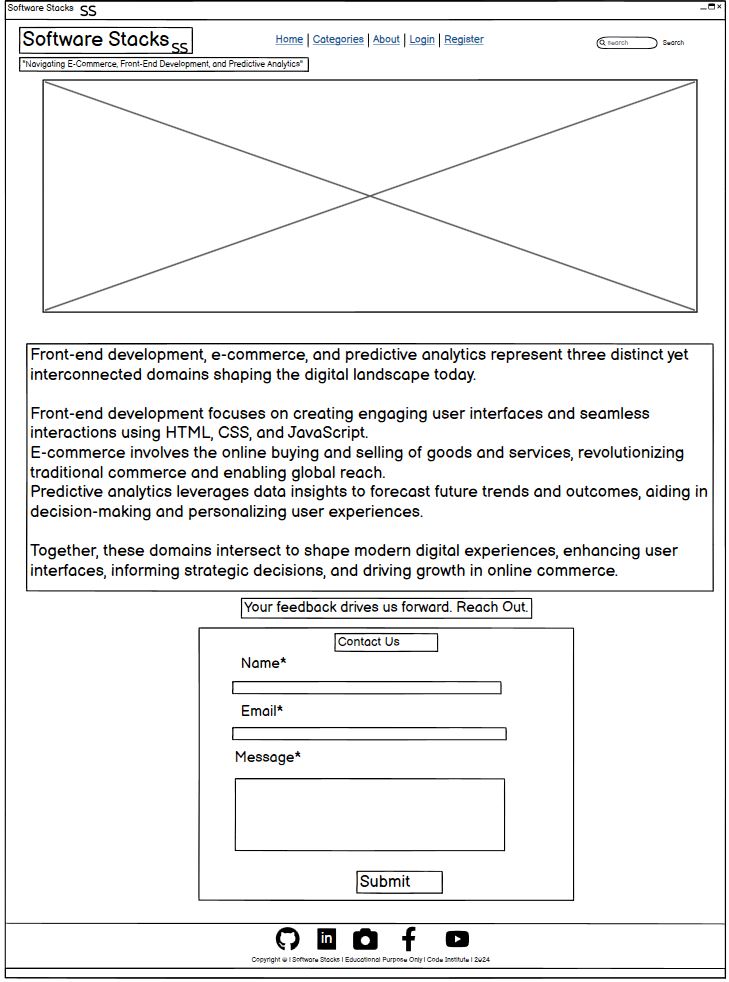 Software Stacks SS
Software Stacks SS
Home | Categories | About | Login | Register
search Search
"Navigating E-Commerce, Front-End Development, and Predictive Analytics"
Front-end development, e-commerce, and predictive analytics represent three distinct yet
interconnected domains shaping the digital landscape today.
Front-end development focuses on creating engaging user interfaces and seamless
interactions using HTML, CSS, and JavaScript.
E-commerce involves the online buying and selling of goods and services, revolutionizing
traditional commerce and enabling global reach.
Predictive analytics leverages data insights to forecast future trends and outcomes, aiding in
decision-making and personalizing user experiences.
Together, these domains intersect to shape modern digital experiences, enhancing user
interfaces, informing strategic decisions, and driving growth in online commerce.
Your feedback drives us forward. Reach Out.
Contact Us
Name*
Email*
Message*
Submit
in
Copyright © | Software Stacks | Educational Purpose Only | Code Institute | 2024